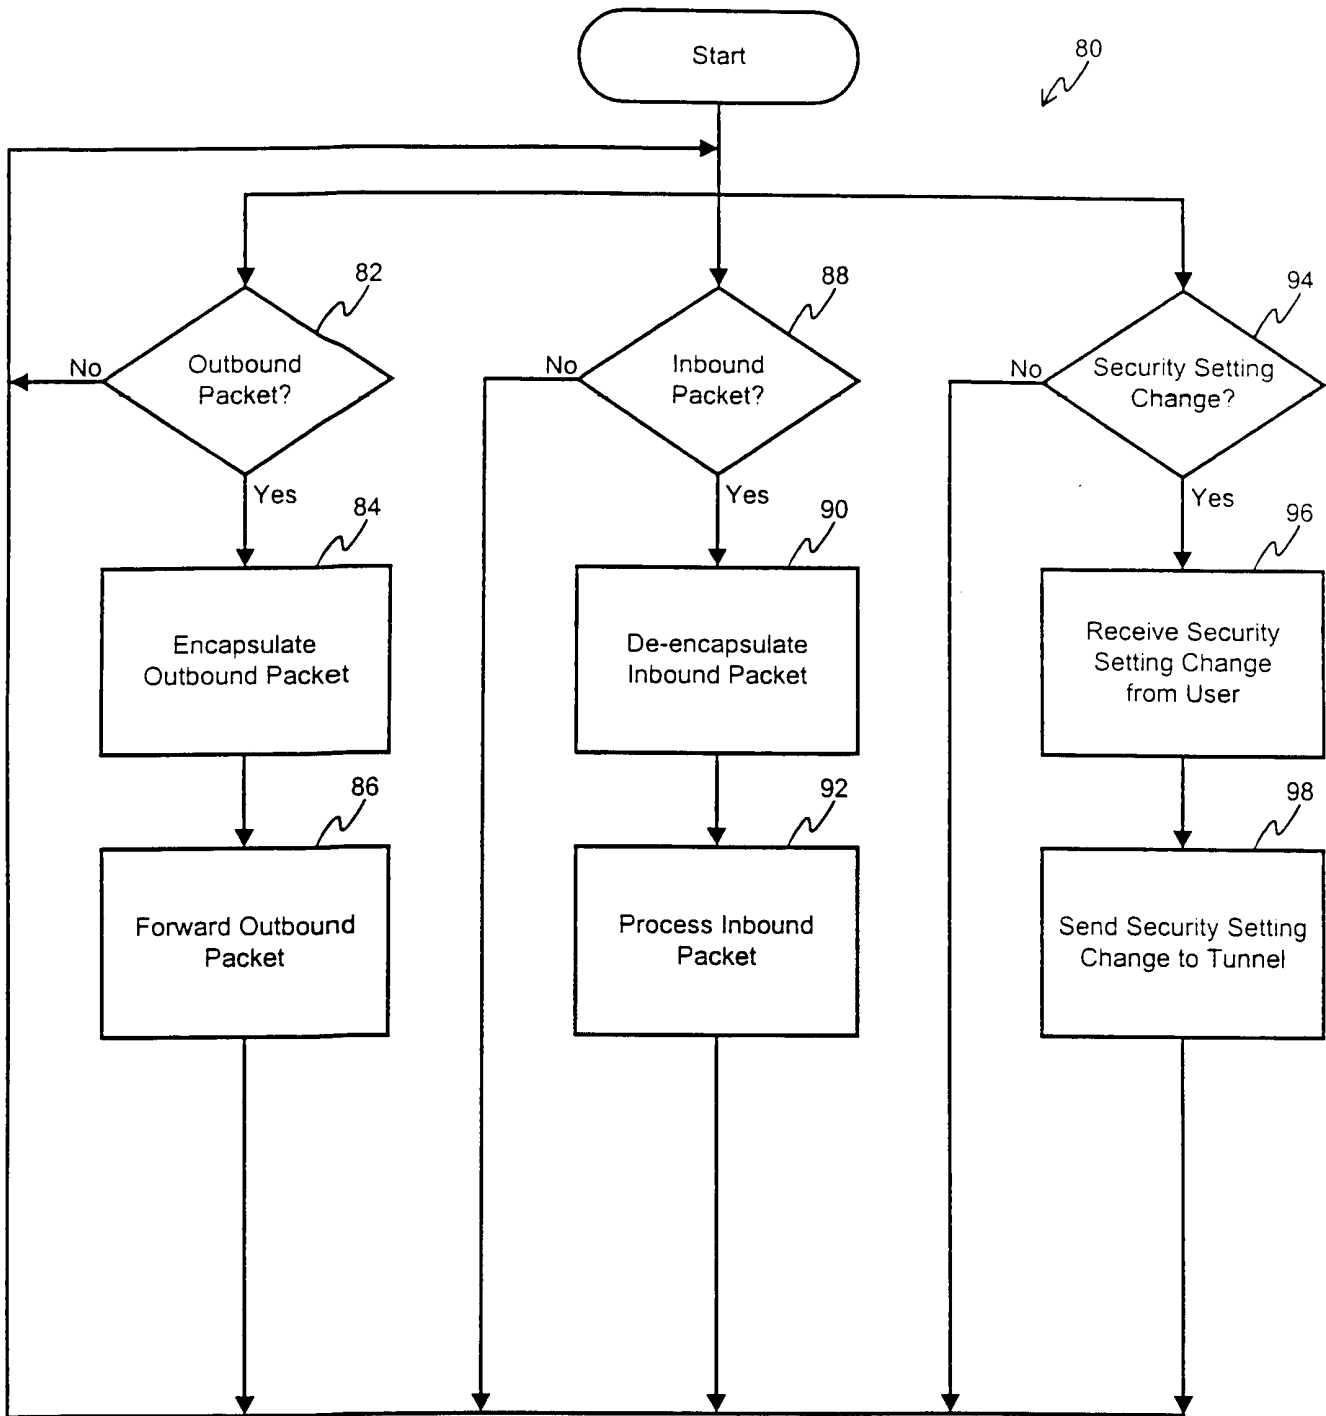 Start
80
82
88
94
No
Outbound
Packet?
No
Inbound
Packet?
No
Security Setting
Change?
Yes
Yes
Yes
84
90
96
Encapsulate
Outbound Packet
De-encapsulate
Inbound Packet
Receive Security
Setting Change
from User
86
92
98
Forward Outbound
Packet
Process Inbound
Packet
Send Security Setting
Change to Tunnel